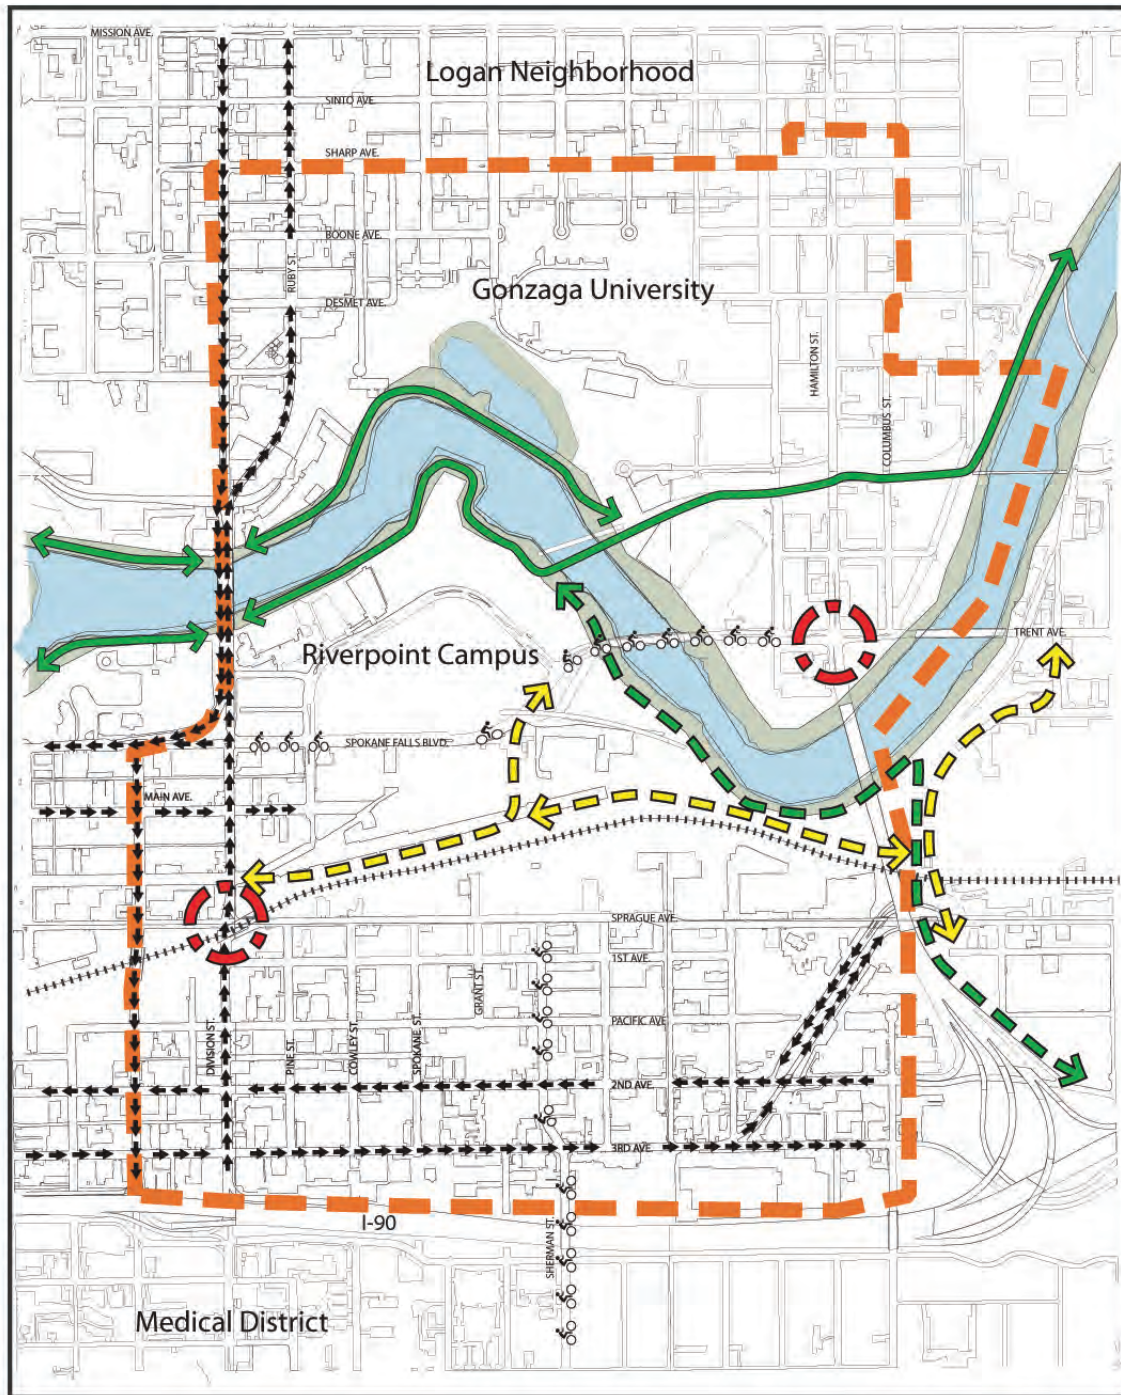 MISSION AVE.
Logan Neighborhood
SINTO AVE.
SHARP AVE.
BOONE AVE.
RUBY ST.
Gonzaga University
DESMET AVE.
HAMILTON ST.
COLUMBUS ST.
TRENT AVE.
Riverpoint Campus
SPOKANE FALLS BLVD.
MAIN AVE.
SPRAGUE AVE.
1ST AVE.
GRANT ST.
PACIFIC AVE
DIVISION ST.
PINE ST.
COWLEY ST.
SPOKANE ST.
2ND AVE.
3RD AVE.
I-90
SHERMAN ST.
Medical District